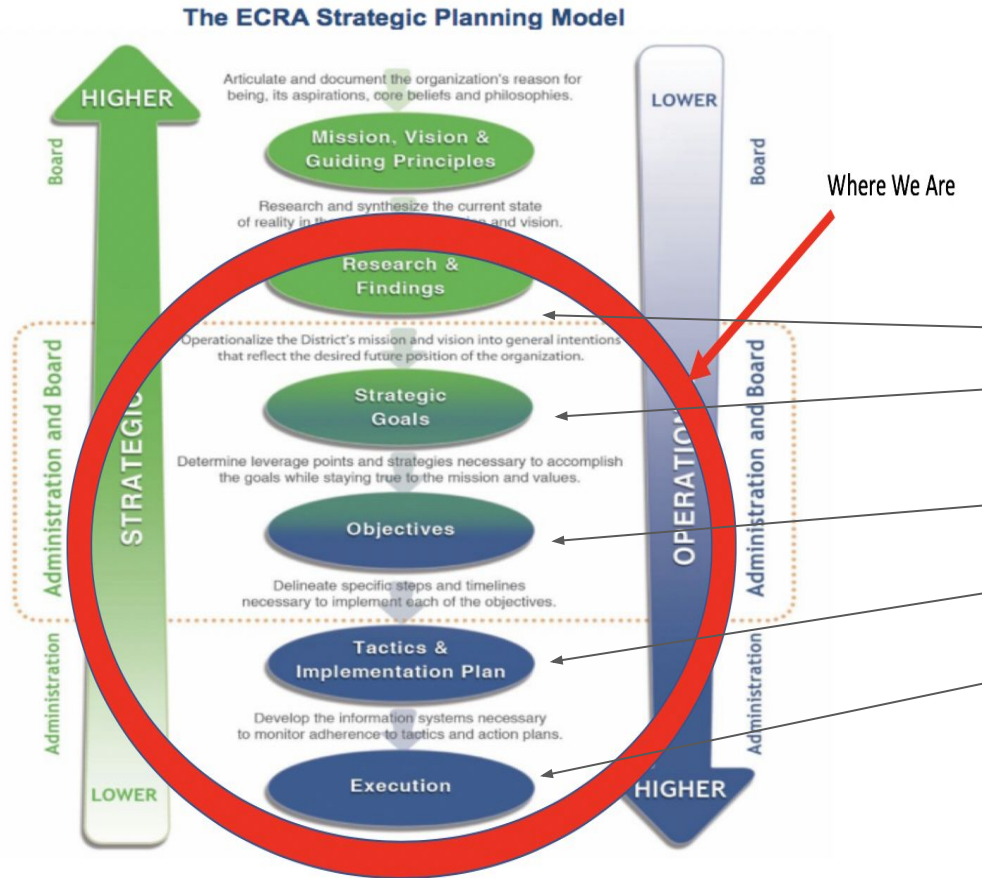 The ECRA Strategic Planning Model
Articulate and document the organization's reason for
being, its aspirations, core beliefs and philosophies.
HIGHER
LOWER
Mission, Vision &
Guiding Principles
Board
Board
Where We Are
Research and synthesize the current state
of reality in and vision.
Research &
Findings
Operationalize the District's mission and vision into general intentions
that reflect the desired future position of the organization.
Strategic
Goals
STRATEGIC
OPERATION
Administration and Board
Administration and Board
Determine leverage points and strategies necessary to accomplish
the goals while staying true to the mission and values.
Objectives
Delineate specific steps and timelines
necessary to implement each of the objectives.
Tactics &
Implementation Plan
Administration
Administration
Develop the information systems necessary
to monitor adherence to tactics and action plans.
Execution
LOWER
HIGHER